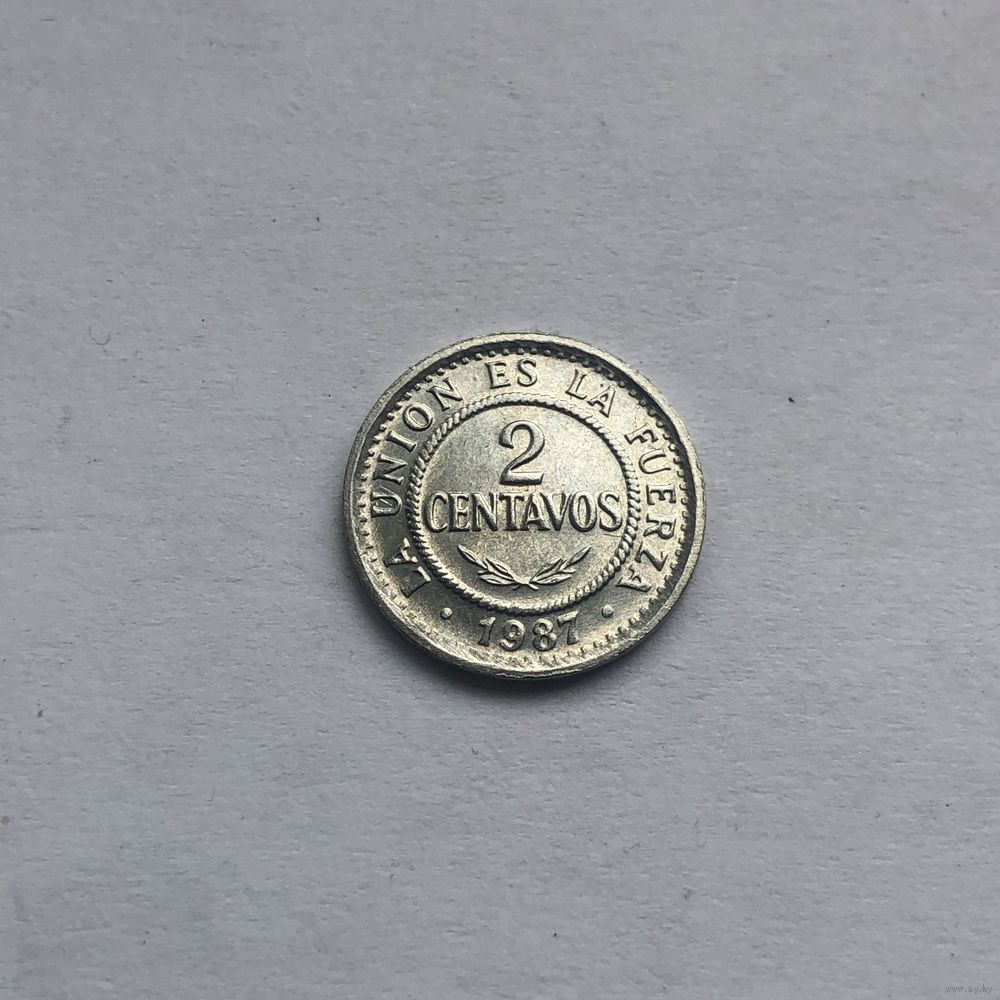 LA UNION ES LA FUERZA
2
CENTAVOS
• 1987 •
www.ay.by